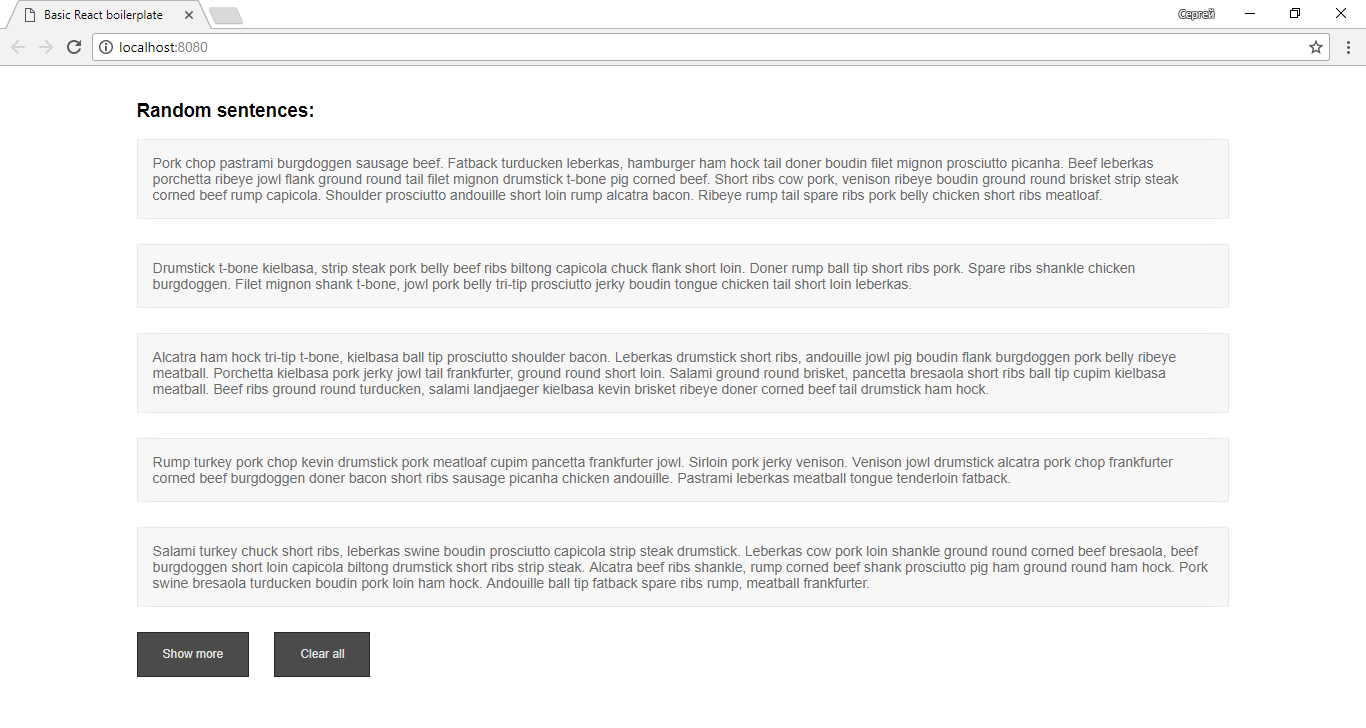 Basic React boilerplate
Сергей
localhost:8080
Random sentences:
Pork chop pastrami burgdoggen sausage beef. Fatback turducken leberkas, hamburger ham hock tail doner boudin filet mignon prosciutto picanha. Beef leberkas
porchetta ribeye jowl flank ground round tail filet mignon drumstick t-bone pig corned beef. Short ribs cow pork, venison ribeye boudin ground round brisket strip steak
corned beef rump capicola. Shoulder prosciutto andouille short loin rump alcatra bacon. Ribeye rump tail spare ribs pork belly chicken short ribs meatloaf.
Drumstick t-bone kielbasa, strip steak pork belly beef ribs biltong capicola chuck flank short loin. Doner rump ball tip short ribs pork. Spare ribs shankle chicken
burgdoggen. Filet mignon shank t-bone, jowl pork belly tri-tip prosciutto jerky boudin tongue chicken tail short loin leberkas.
Alcatra ham hock tri-tip t-bone, kielbasa ball tip prosciutto shoulder bacon. Leberkas drumstick short ribs, andouille jowl pig boudin flank burgdoggen pork belly ribeye
meatball. Porchetta kielbasa pork jerky jowl tail frankfurter, ground round short loin. Salami ground round brisket, pancetta bresaola short ribs ball tip cupim kielbasa
meatball. Beef ribs ground round turducken, salami landjaeger kielbasa kevin brisket ribeye doner corned beef tail drumstick ham hock.
Rump turkey pork chop kevin drumstick pork meatloaf cupim pancetta frankfurter jowl. Sirloin pork jerky venison. Venison jowl drumstick alcatra pork chop frankfurter
corned beef burgdoggen doner bacon short ribs sausage picanha chicken andouille. Pastrami leberkas meatball tongue tenderloin fatback.
Salami turkey chuck short ribs, leberkas swine boudin prosciutto capicola strip steak drumstick. Leberkas cow pork loin shankle ground round corned beef bresaola, beef
burgdoggen short loin capicola biltong drumstick short ribs strip steak. Alcatra beef ribs shankle, rump corned beef shank prosciutto pig ham ground round ham hock. Pork
swine bresaola turducken boudin pork loin ham hock. Andouille ball tip fatback spare ribs rump, meatball frankfurter.
Show more
Clear all